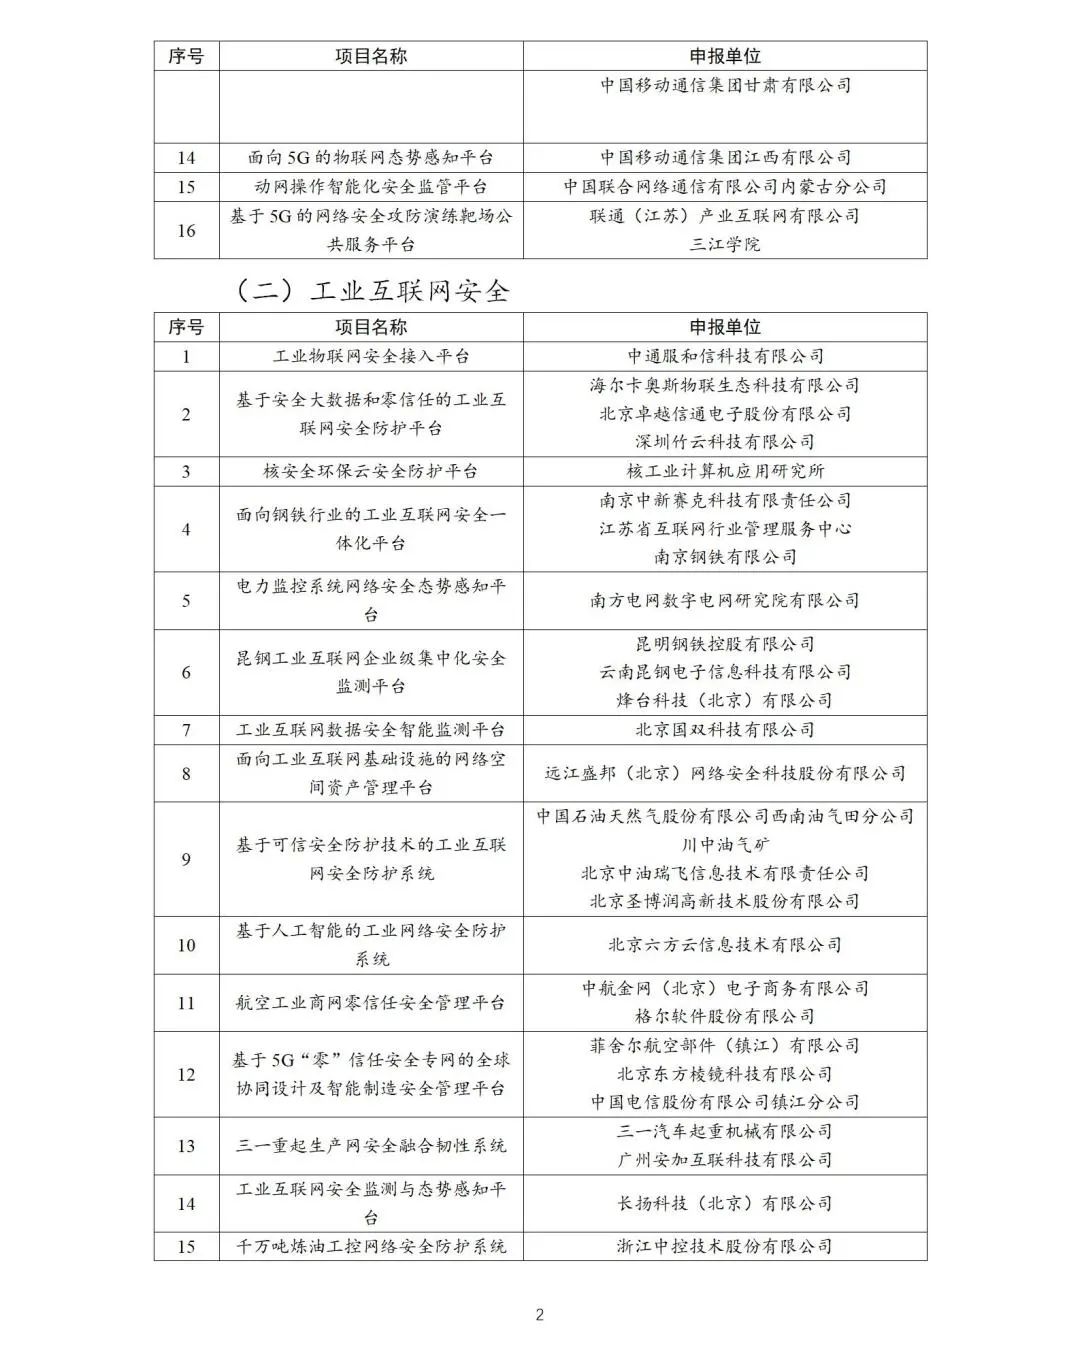 序号 项目名称 申报单位
中国移动通信集团甘肃有限公司
14 面向 5G 的物联网态势感知平台 中国移动通信集团江西有限公司
15 动网操作智能化安全监管平台 中国联合网络通信有限公司内蒙古分公司
16 基于 5G 的网络安全攻防演练靶场公
共服务平台
联通（江苏）产业互联网有限公司
三江学院
（二）工业互联网安全
序号 项目名称 申报单位
1 工业物联网安全接入平台 中通服和信科技有限公司
2 基于安全大数据和零信任的工业互
联网安全防护平台
海尔卡奥斯物联生态科技有限公司
北京卓越信通电子股份有限公司
深圳竹云科技有限公司
3 核安全环保云安全防护平台 核工业计算机应用研究所
4 面向钢铁行业的工业互联网安全一
体化平台
南京中新赛克科技有限责任公司
江苏省互联网行业管理服务中心
南京钢铁有限公司
5 电力监控系统网络安全态势感知平
台
南方电网数字电网研究院有限公司
6 昆钢工业互联网企业级集中化安全
监测平台
昆明钢铁控股有限公司
云南昆钢电子信息科技有限公司
烽台科技（北京）有限公司
7 工业互联网数据安全智能监测平台 北京国双科技有限公司
8 面向工业互联网基础设施的网络空
间资产管理平台
远江盛邦（北京）网络安全科技股份有限公司
9 基于可信安全防护技术的工业互联
网安全防护系统
中国石油天然气股份有限公司西南油气田分公司
川中油气矿
北京中油瑞飞信息技术有限责任公司
北京圣博润高新技术股份有限公司
10 基于人工智能的工业网络安全防护
系统
北京六方云信息技术有限公司
11 航空工业商网零信任安全管理平台
中航金网（北京）电子商务有限公司
格尔软件股份有限公司
12 基于 5G“零”信任安全专网的全球
协同设计及智能制造安全管理平台
菲舍尔航空部件（镇江）有限公司
北京东方棱镜科技有限公司
中国电信股份有限公司镇江分公司
13 三一重起生产网安全融合韧性系统
三一汽车起重机械有限公司
广州安加互联科技有限公司
14 工业互联网安全监测与态势感知平
台
长扬科技（北京）有限公司
15 千万吨炼油工控网络安全防护系统 浙江中控技术股份有限公司
2